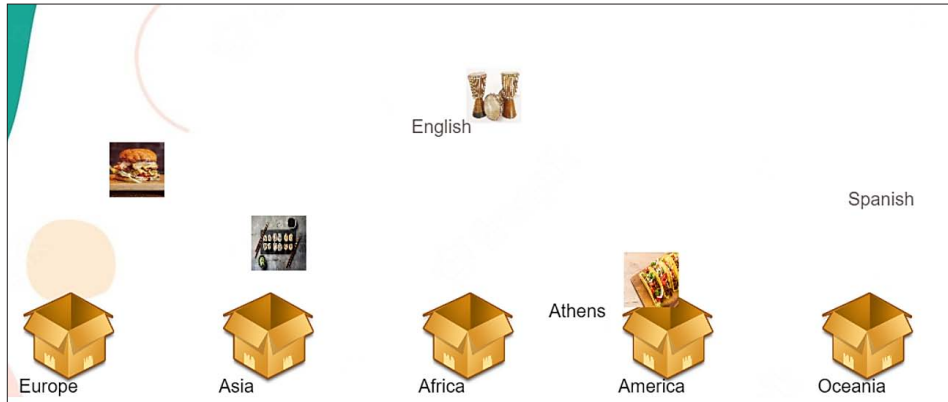 English
Spanish
Athens
Europe
Asia
Africa
America
Oceania